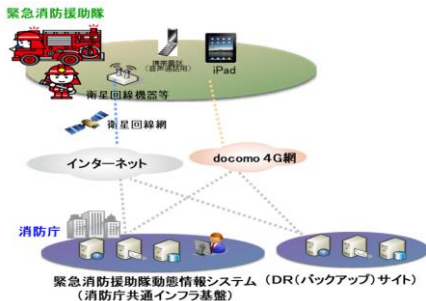 緊急消防援助隊
携帯電話
(音声通話用)
iPad
衛星回線機器等
衛星回線網
インターネット
docomo 4G網
消防庁
緊急消防援助隊動態情報システム
(消防庁共通インフラ基盤)
(DR(バックアップ)サイト)